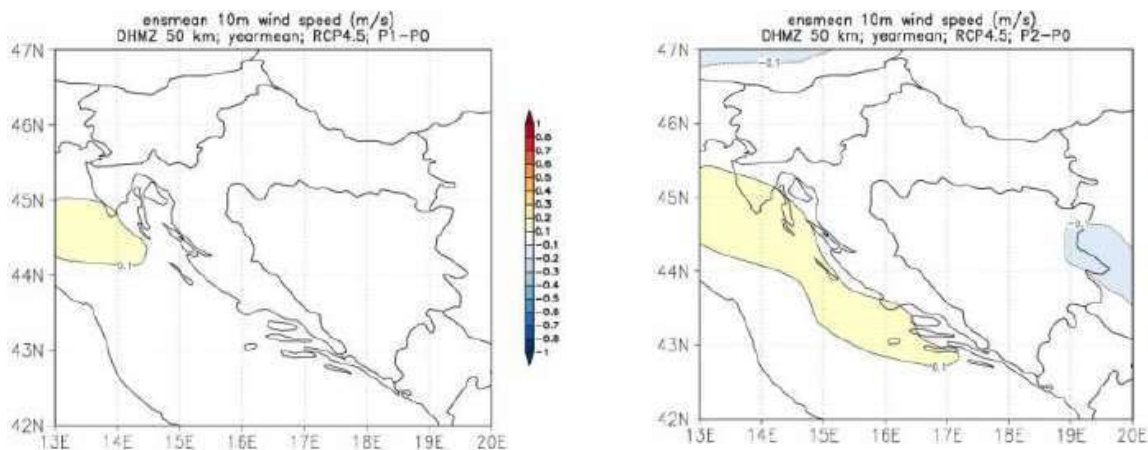 ensmean 10m wind speed (m/s)
DHMZ 50 km; yearmean; RCP4.5; P1-P0
47N
46N
45N
44N
43N
42N
13E 14E 15E 16E 17E 18E 19E 20E
0.1
1
0.8
0.7
0.6
0.5
0.4
0.3
0.2
0.1
-0.1
-0.2
-0.3
-0.4
-0.5
-0.6
-0.7
-0.8
-1
ensmean 10m wind speed (m/s)
DHMZ 50 km; yearmean; RCP4.5; P2-P0
47N
46N
45N
44N
43N
42N
13E 14E 15E 16E 17E 18E 19E 20E
-0.1
-0.1
0.1